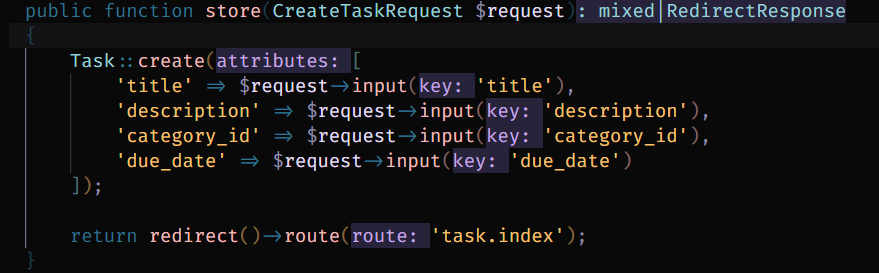 public function store(CreateTaskRequest $request): mixed|RedirectResponse
{
    Task::create(attributes: [
        'title' => $request->input(key: 'title'),
        'description' => $request->input(key: 'description'),
        'category_id' => $request->input(key: 'category_id'),
        'due_date' => $request->input(key: 'due_date')
    ]);
    return redirect()->route(route: 'task.index');
}